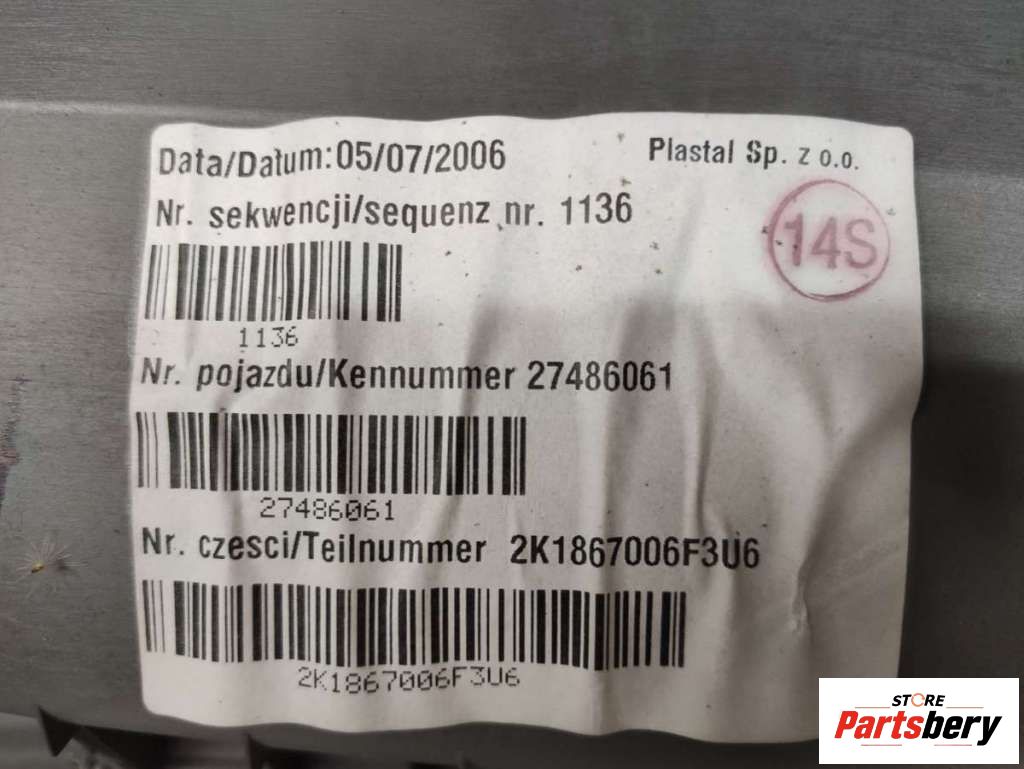 Data/Datum:05/07/2006
Plastal Sp. z o.o.
Nr. sekwencji/sequenz nr. 1136
14S
1136
Nr. pojazdu/Kennummer 27486061
27486061
Nr. czesci/Teilnummer 2K1867006F3U6
2K1867006F3U6
STORE
Partsbery